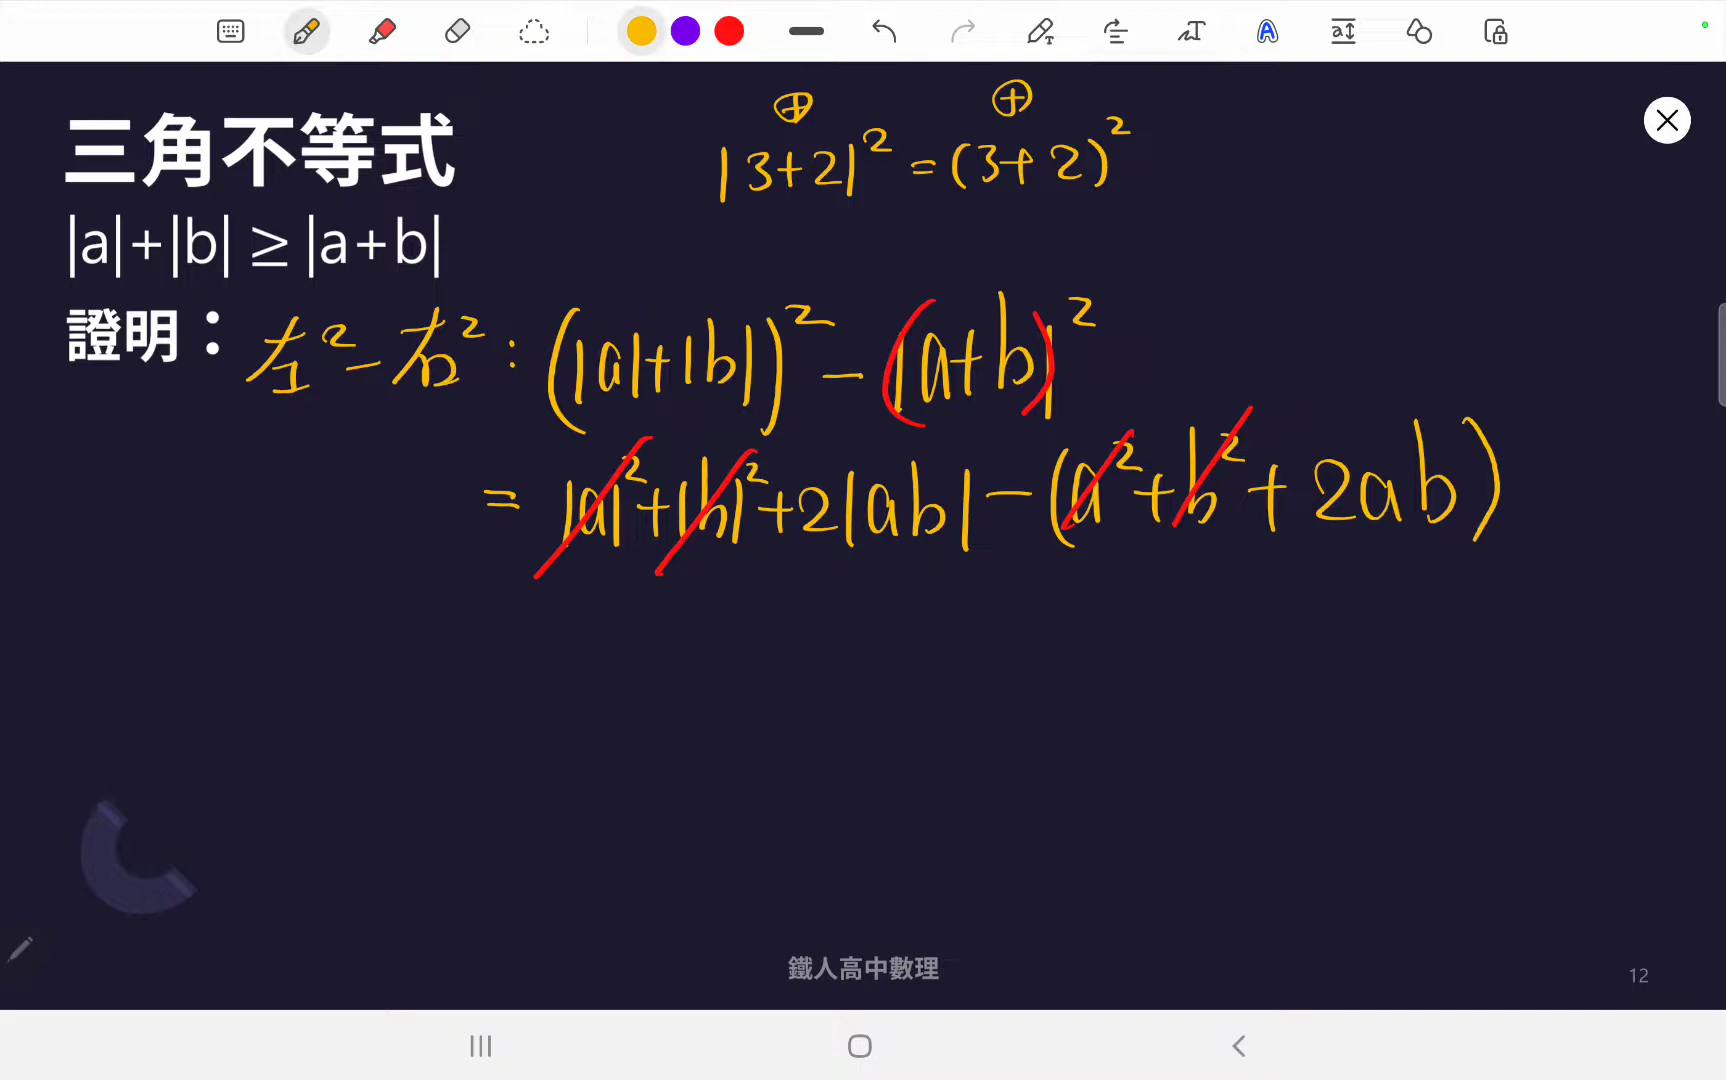 三角不等式
|3+2|² = (3+2)²
|a|+|b| ≥ |a+b|
證明：左²-右² : (|a|+|b|)² - |a+b|²
= |a|²+|b|²+2|ab| - (a²+b²+2ab)
鐵人高中數理
12